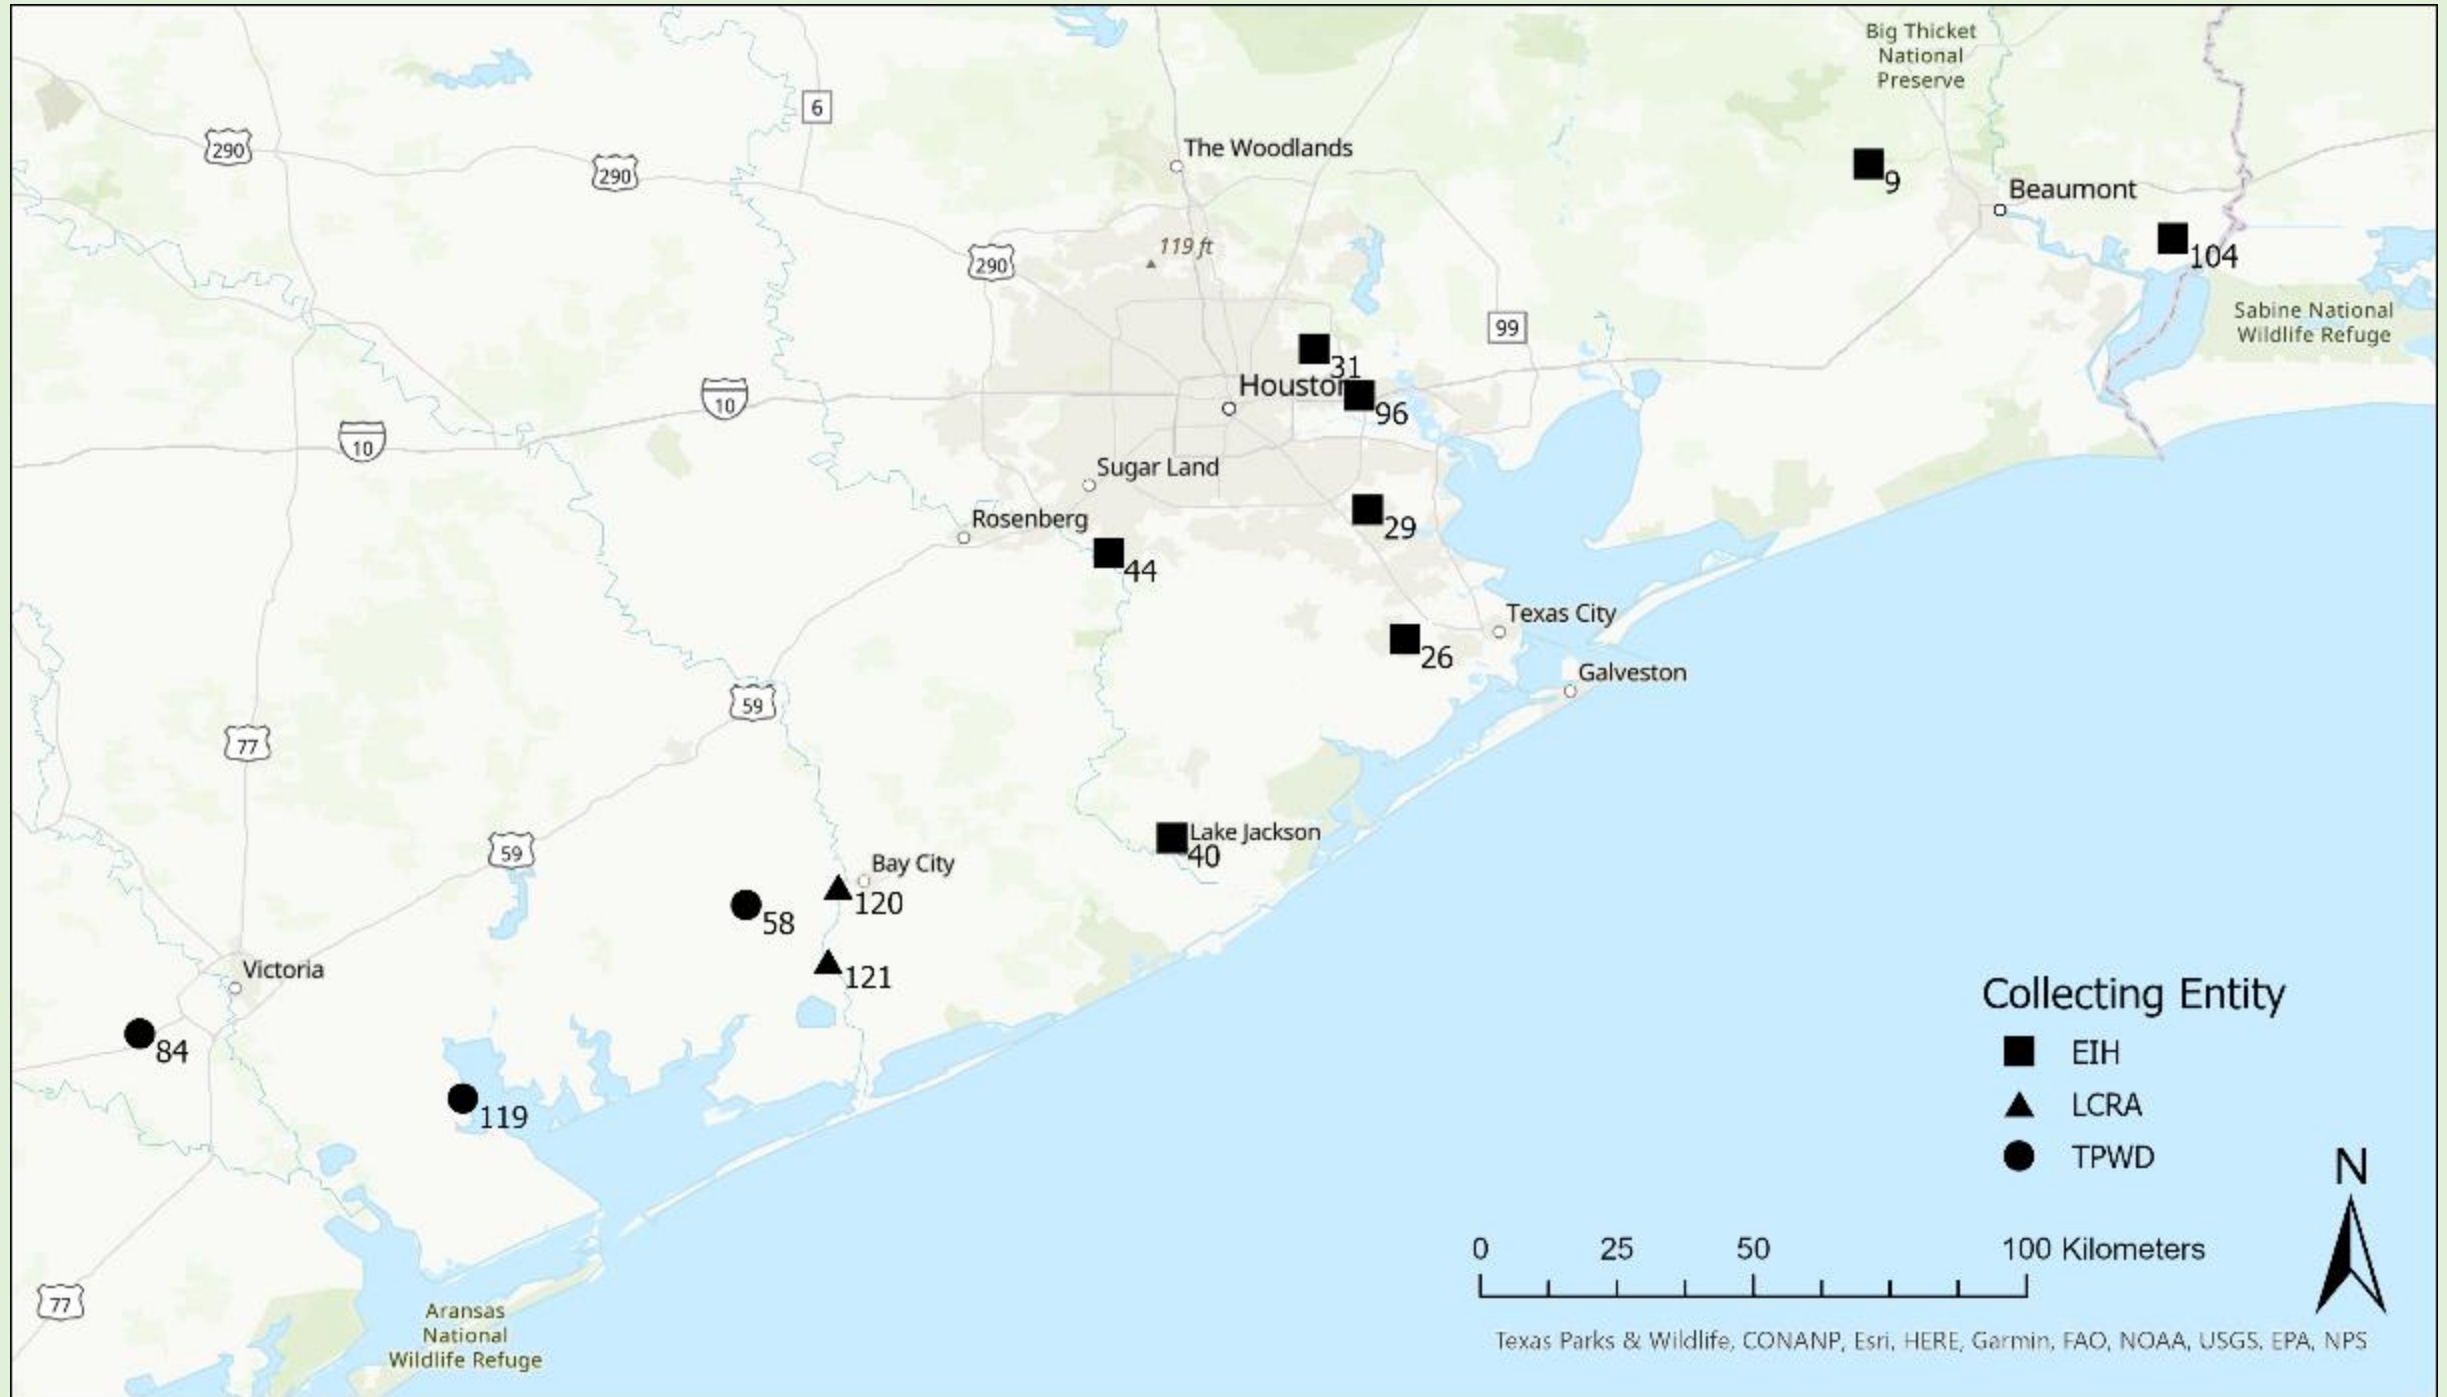 Big Thicket
National
Preserve
6
290
290
The Woodlands
9
Beaumont
119 ft
290
104
Sabine National
Wildlife Refuge
99
31
Houston
96
10
10
Sugar Land
Rosenberg
29
44
Texas City
26
Galveston
59
77
Lake Jackson
40
59
Bay City
120
58
121
Victoria
84
119
Collecting Entity
EIH
LCRA
TPWD
N
0 25 50 100 Kilometers
77
Aransas
National
Wildlife Refuge
Texas Parks & Wildlife, CONANP, Esri, HERE, Garmin, FAO, NOAA, USGS, EPA, NPS